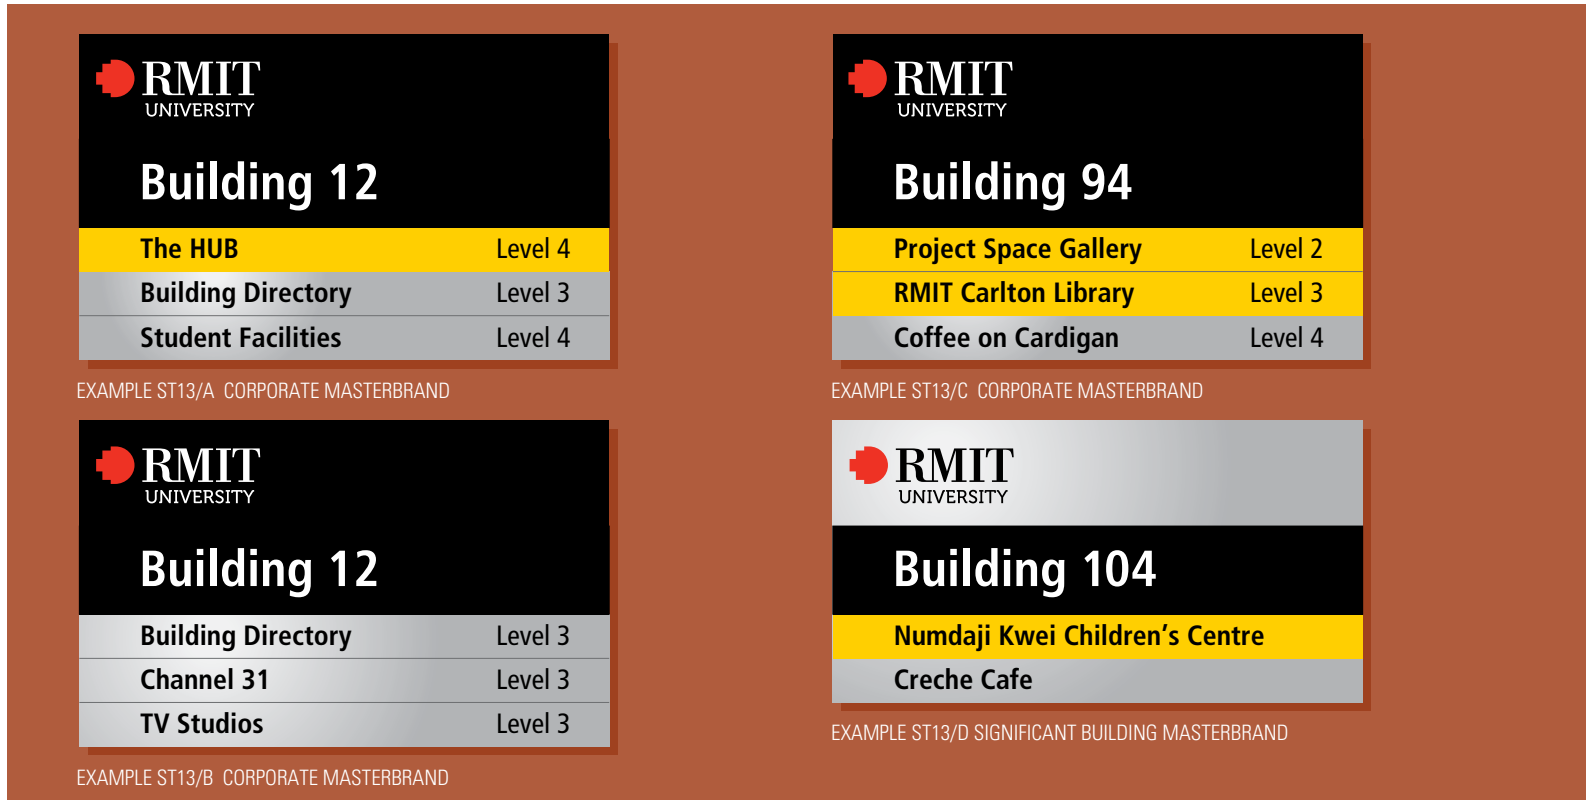 RMIT
UNIVERSITY
Building 12
The HUB Level 4
Building Directory Level 3
Student Facilities Level 4
EXAMPLE ST13/A CORPORATE MASTERBRAND
RMIT
UNIVERSITY
Building 12
Building Directory Level 3
Channel 31 Level 3
TV Studios Level 3
EXAMPLE ST13/B CORPORATE MASTERBRAND
RMIT
UNIVERSITY
Building 94
Project Space Gallery Level 2
RMIT Carlton Library Level 3
Coffee on Cardigan Level 4
EXAMPLE ST13/C CORPORATE MASTERBRAND
RMIT
UNIVERSITY
Building 104
Numdaji Kwei Children’s Centre
Creche Cafe
EXAMPLE ST13/D SIGNIFICANT BUILDING MASTERBRAND